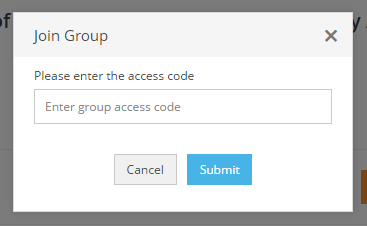 Join Group
Please enter the access code
Enter group access code
Cancel
Submit